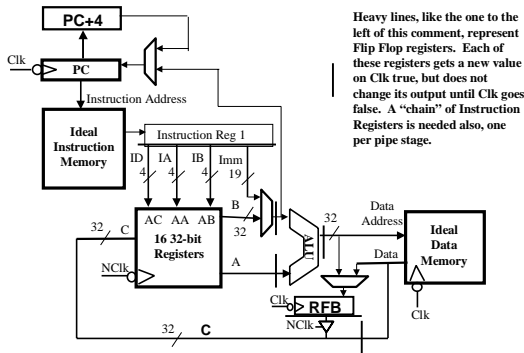 PC+4
Clk
PC
Instruction Address
Ideal
Instruction
Memory
Instruction Reg 1
ID IA IB Imm
4 4 4 19
AC AA AB
16 32-bit
Registers
32 C
NClk
B
32
A
ALU
32
Data
Address
Data
Ideal
Data
Memory
Clk
Clk
RFB
NClk
32 C
Heavy lines, like the one to the
left of this comment, represent
Flip Flop registers. Each of
these registers gets a new value
on Clk true, but does not
change its output until Clk goes
false. A “chain” of Instruction
Registers is needed also, one
per pipe stage.